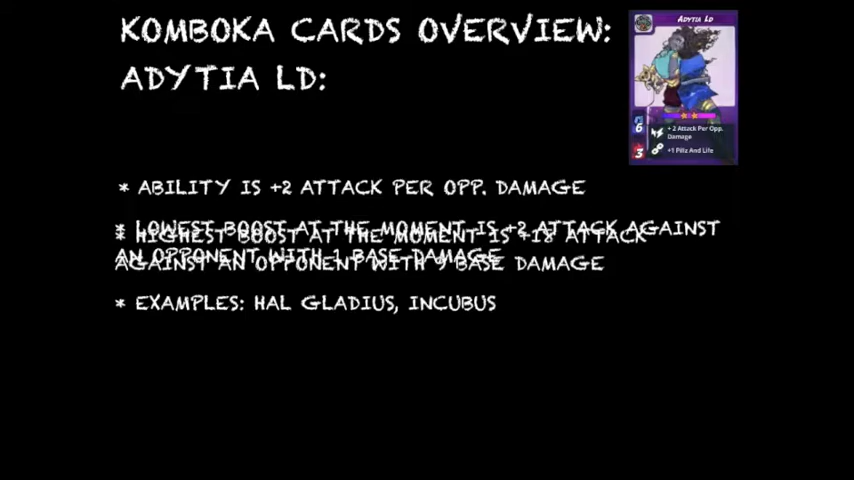 KOMBOKA CARDS OVERVIEW:
ADYTIA LD:
Adytia Ld
6
+ 2 Attack Per Opp.
Damage
3
+1 Pillz And Life
* ABILITY IS +2 ATTACK PER OPP. DAMAGE
* LOWEST BOOST AT THE MOMENT IS +2 ATTACK AGAINST
AN OPPONENT WITH 1 BASE DAMAGE
* HIGHEST BOOST AT THE MOMENT IS +18 ATTACK
AGAINST AN OPPONENT WITH 9 BASE DAMAGE
* EXAMPLES: HAL GLADIUS, INCUBUS